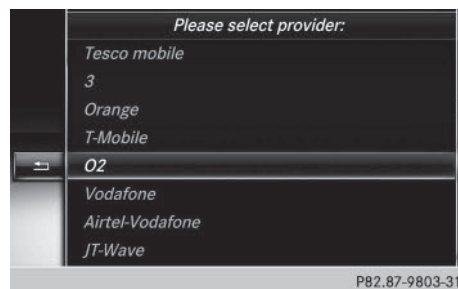 Please select provider:
Tesco mobile
3
Orange
T-Mobile
O2
Vodafone
Airtel-Vodafone
JT-Wave
P82.87-9803-31